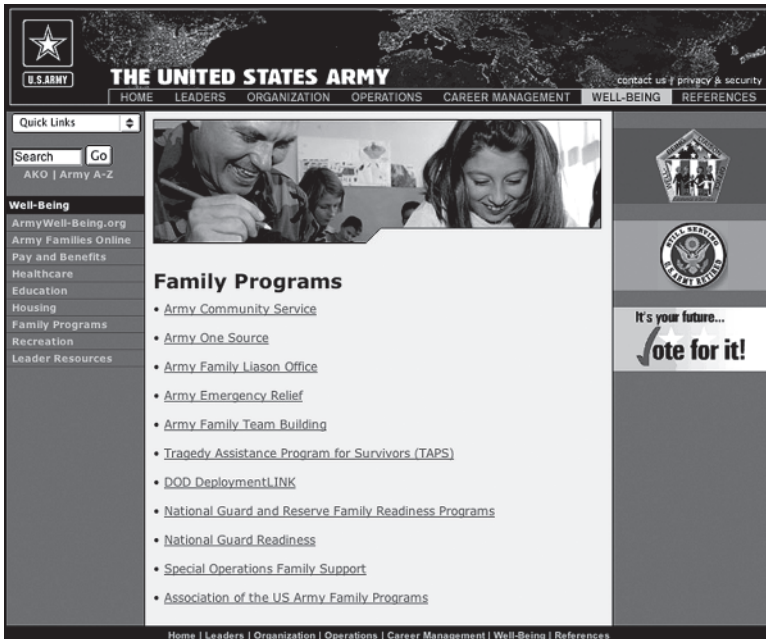 U.S.ARMY
THE UNITED STATES ARMY
contact us | privacy & security
HOME LEADERS ORGANIZATION OPERATIONS CAREER MANAGEMENT WELL-BEING REFERENCES
Quick Links
Search Go
AKO | Army A-Z
Well-Being
ArmyWell-Being.org
Army Families Online
Pay and Benefits
Healthcare
Education
Housing
Family Programs
Recreation
Leader Resources
Family Programs
• Army Community Service
• Army One Source
• Army Family Liason Office
• Army Emergency Relief
• Army Family Team Building
• Tragedy Assistance Program for Survivors (TAPS)
• DOD DeploymentLINK
• National Guard and Reserve Family Readiness Programs
• National Guard Readiness
• Special Operations Family Support
• Association of the US Army Family Programs
STILL SERVING
U.S. ARMY RETIRED
It's your future...
Vote for it!
Home | Leaders | Organization | Operations | Career Management | Well-Being | References